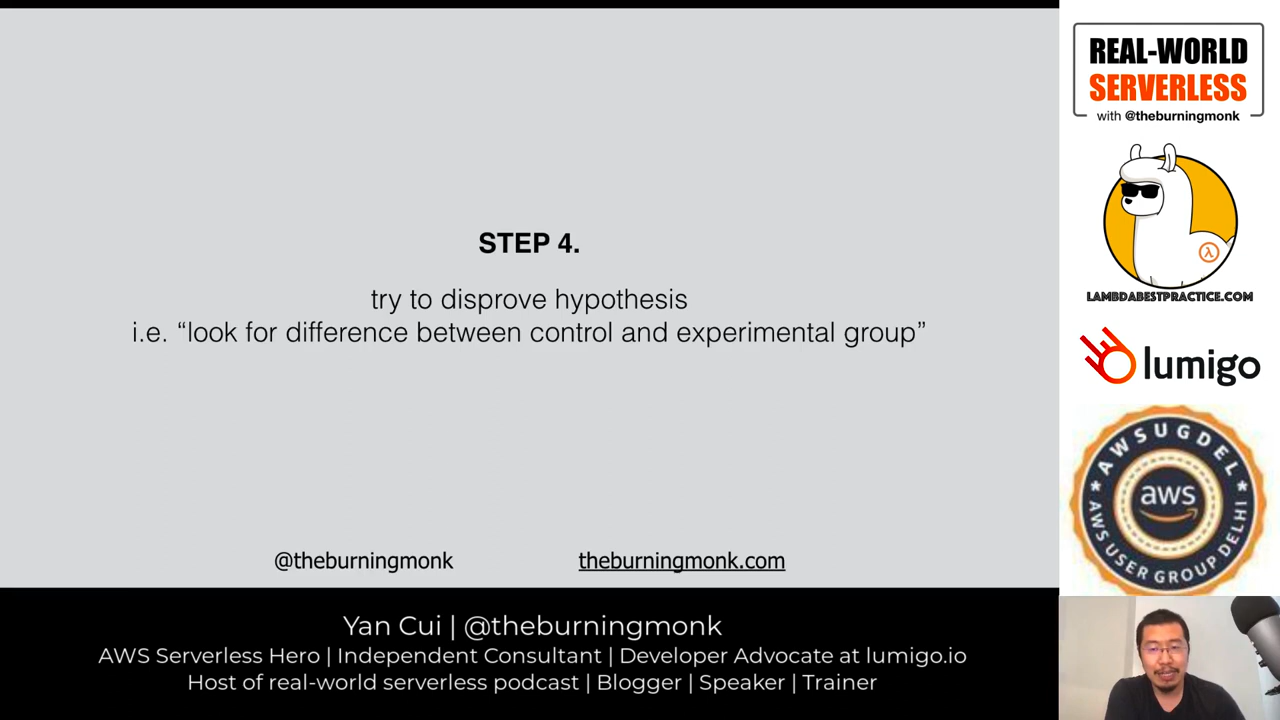 STEP 4.
try to disprove hypothesis
i.e. “look for difference between control and experimental group”
@theburningmonk
theburningmonk.com
Yan Cui | @theburningmonk
AWS Serverless Hero | Independent Consultant | Developer Advocate at lumigo.io
Host of real-world serverless podcast | Blogger | Speaker | Trainer
REAL-WORLD
SERVERLESS
with @theburningmonk
λ
LAMBDABESTPRACTICE.COM
lumigo
* AWSUGDEL *
aws
AWS USER GROUP DELHI